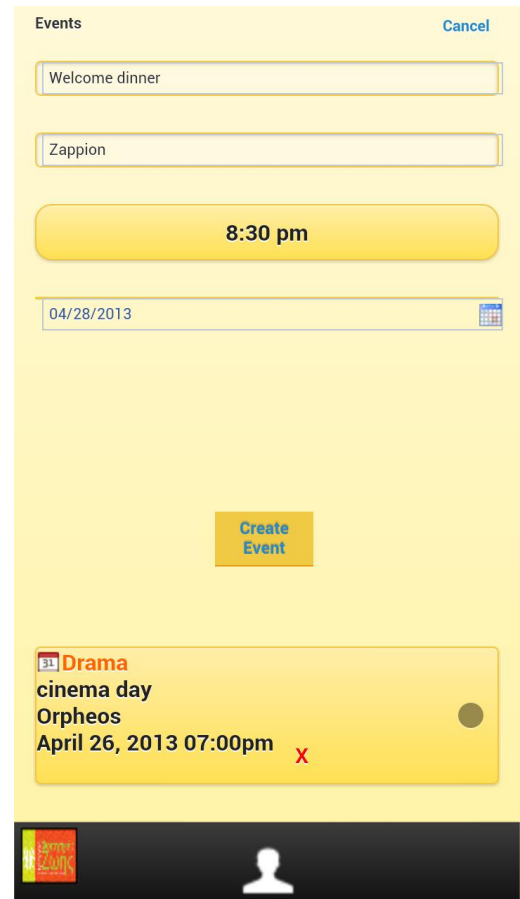 Events
Cancel
Welcome dinner
Zappion
8:30 pm
04/28/2013
Create
Event
31
Drama
cinema day
Orpheos
April 26, 2013 07:00pm
X
Ζωής